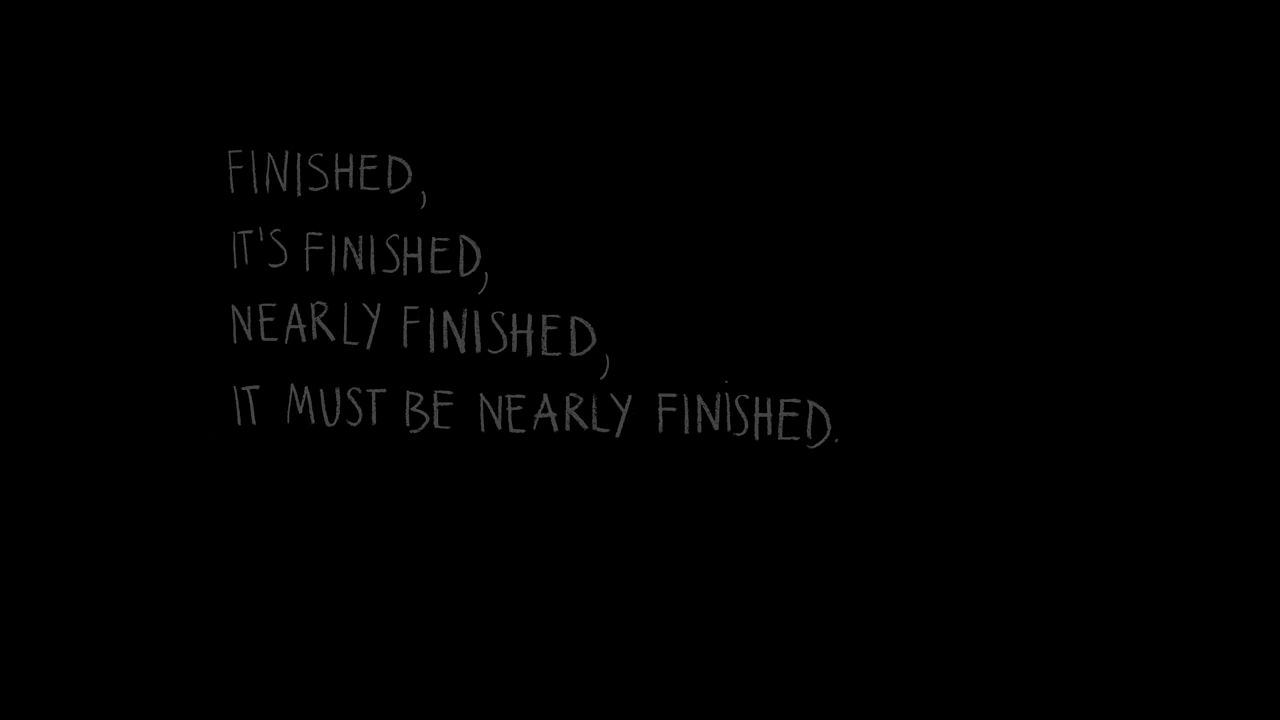 FINISHED,
IT'S FINISHED,
NEARLY FINISHED,
IT MUST BE NEARLY FINISHED.